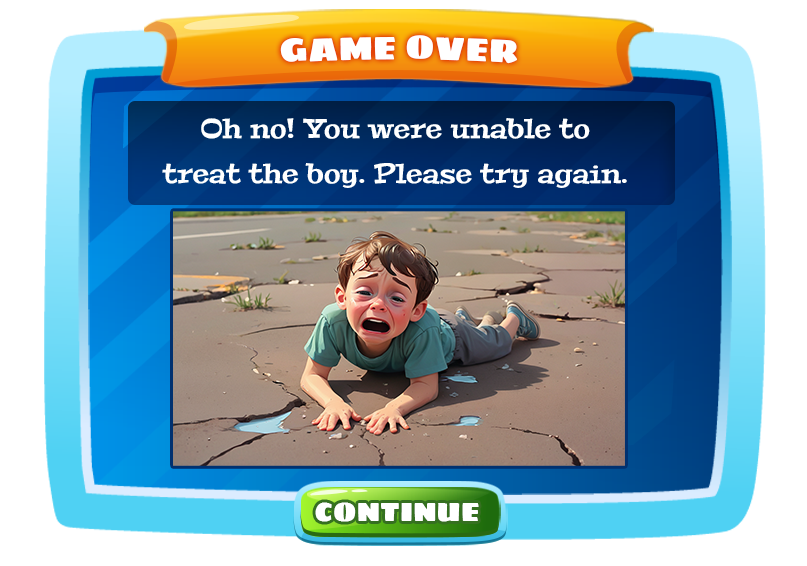 GAME OVER
Oh no! You were unable to
treat the boy. Please try again.
CONTINUE